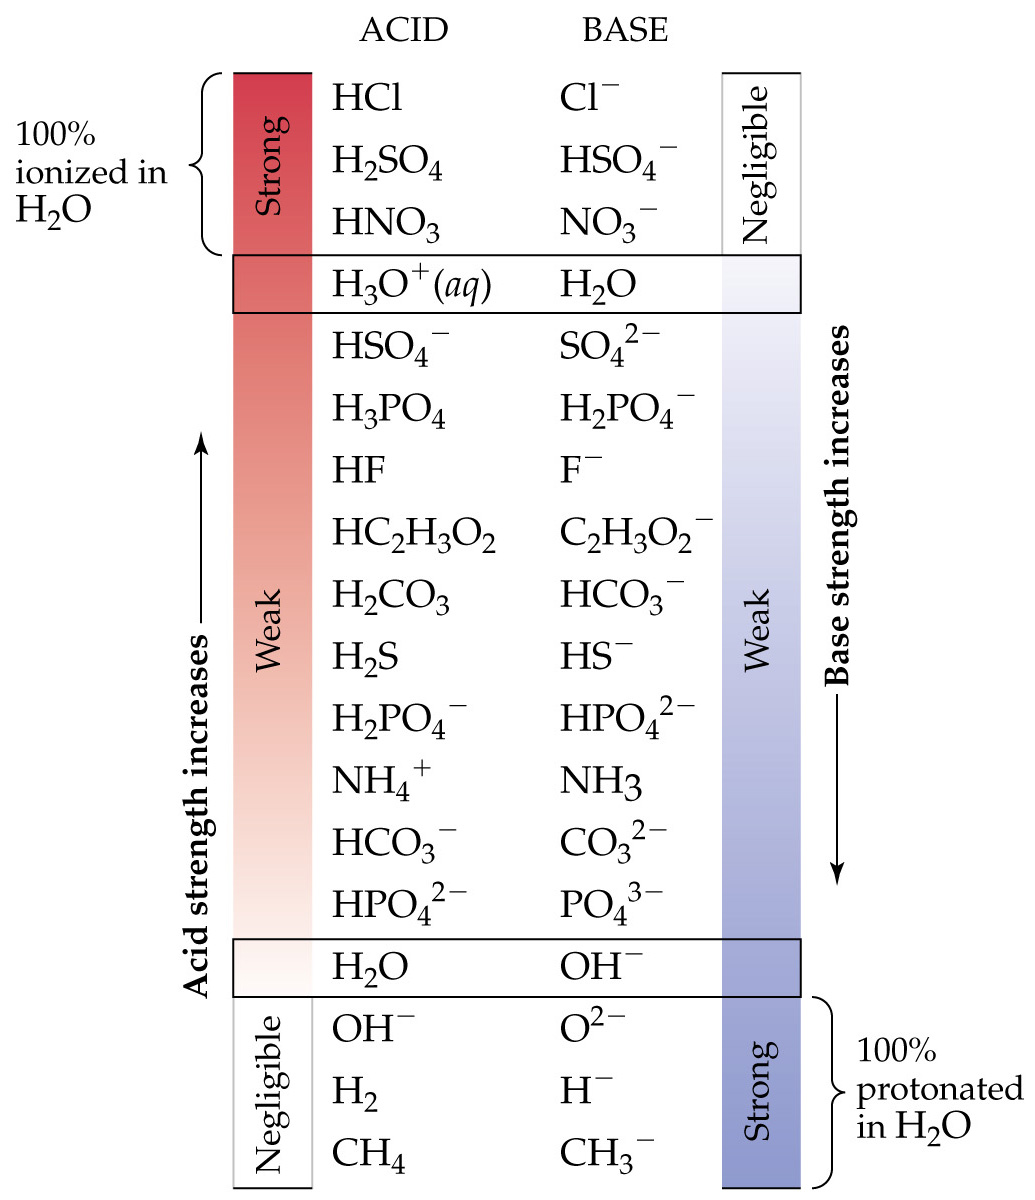 ACID BASE
HCl Cl⁻
H₂SO₄ HSO₄⁻
HNO₃ NO₃⁻
H₃O⁺(aq) H₂O
HSO₄⁻ SO₄²⁻
H₃PO₄ H₂PO₄⁻
HF F⁻
HC₂H₃O₂ C₂H₃O₂⁻
H₂CO₃ HCO₃⁻
H₂S HS⁻
H₂PO₄⁻ HPO₄²⁻
NH₄⁺ NH3
HCO₃⁻ CO₃²⁻
HPO₄²⁻ PO₄³⁻
H₂O OH⁻
OH⁻ O²⁻
H₂ H⁻
CH₄ CH₃⁻
100%
ionized in
H₂O
Strong
Weak
Negligible
Acid strength increases
Negligible
Weak
Strong
Base strength increases
100%
protonated
in H₂O